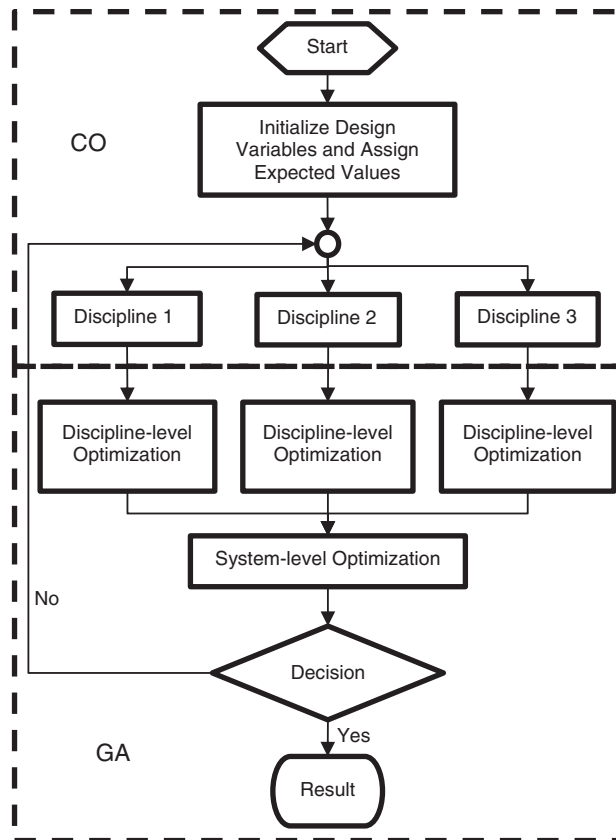 Start
CO
Initialize Design
Variables and Assign
Expected Values
Discipline 1
Discipline 2
Discipline 3
Discipline-level
Optimization
Discipline-level
Optimization
Discipline-level
Optimization
System-level Optimization
No
Decision
Yes
GA
Result